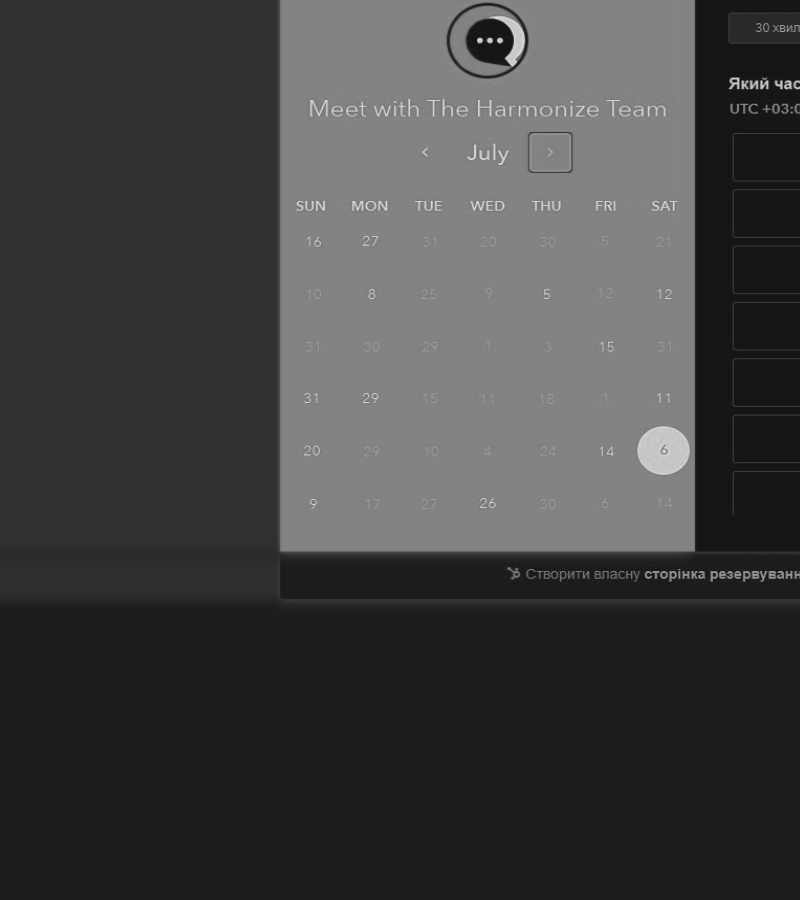 30 хвил
Meet with The Harmonize Team
Який час
UTC +03:0
July
SUN MON TUE WED THU FRI SAT
16 27 31 20 30 5 21
10 8 25 9 5 12 12
31 30 29 1 3 15 31
31 29 15 11 18 1 11
20 29 10 4 24 14 6
9 17 27 26 30 6 14
Створити власну сторінка резервуванн